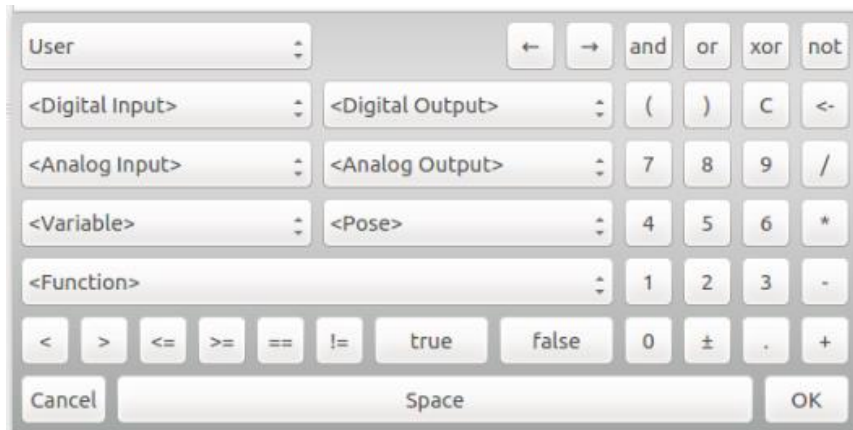 User ← → and or xor not
<Digital Input> <Digital Output> ( ) C <-
<Analog Input> <Analog Output> 7 8 9 /
<Variable> <Pose> 4 5 6 *
<Function> 1 2 3 -
< > <= >= == != true false 0 ± . +
Cancel Space OK